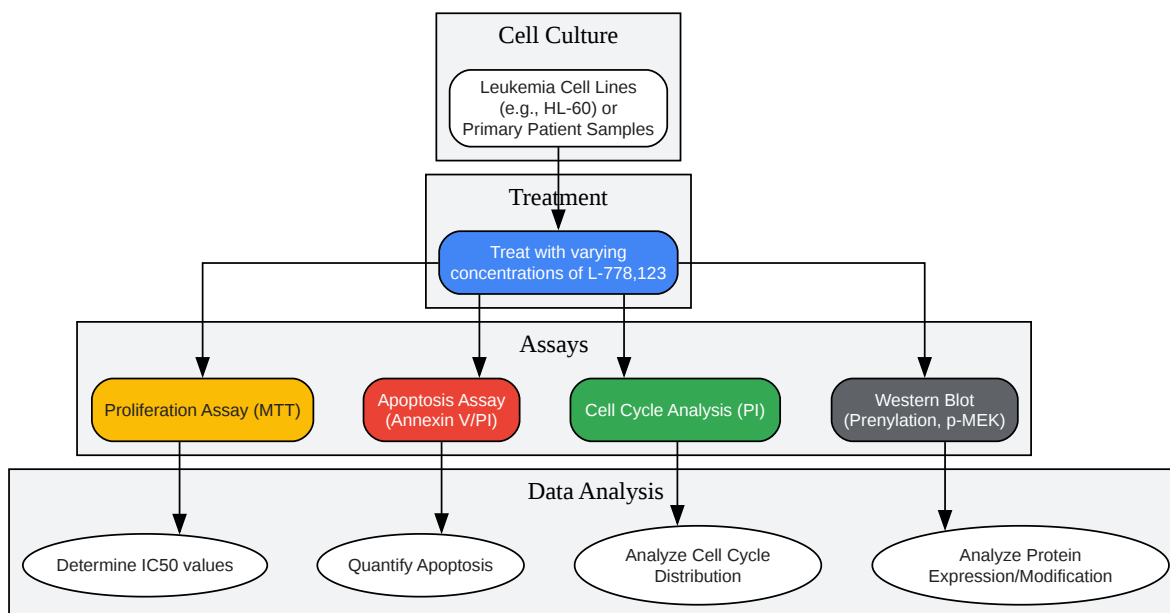 Cell Culture
Leukemia Cell Lines
(e.g., HL-60) or
Primary Patient Samples
Treatment
Treat with varying
concentrations of L-778,123
Assays
Proliferation Assay (MTT)
Apoptosis Assay
(Annexin V/PI)
Cell Cycle Analysis (PI)
Western Blot
(Prenylation, p-MEK)
Data Analysis
Determine IC50 values
Quantify Apoptosis
Analyze Cell Cycle
Distribution
Analyze Protein
Expression/Modification